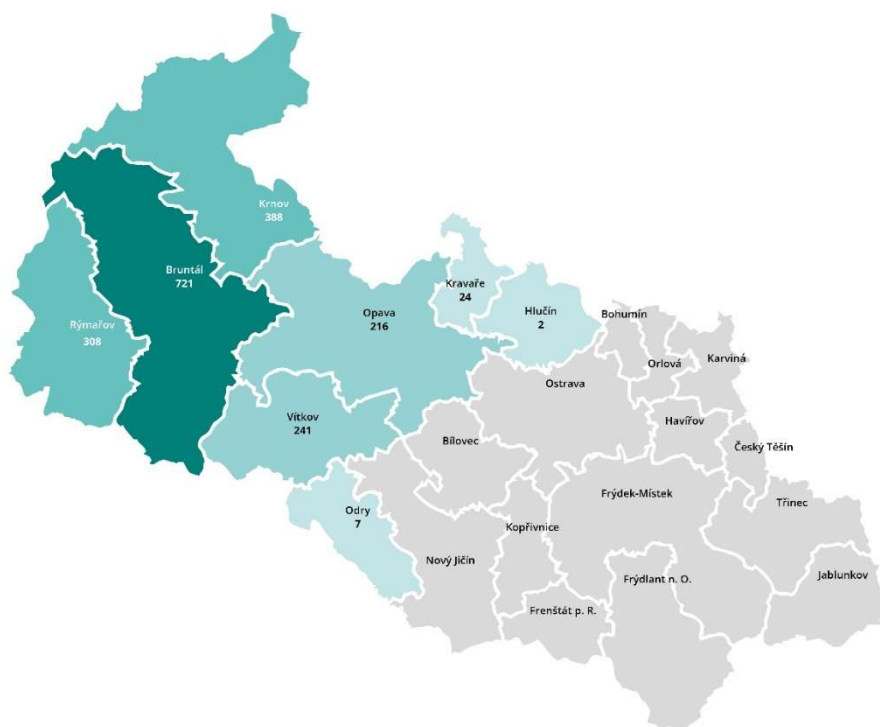 Krnov
388
Bruntál
721
Rýmařov
308
Opava
216
Kravaře
24
Hlučín
2
Vítkov
241
Odry
7
Bohumín
Orlová
Karviná
Ostrava
Havířov
Český Těšín
Bílovec
Frýdek-Místek
Třinec
Kopřivnice
Nový Jičín
Frýdlant n. O.
Jablunkov
Frenštát p. R.